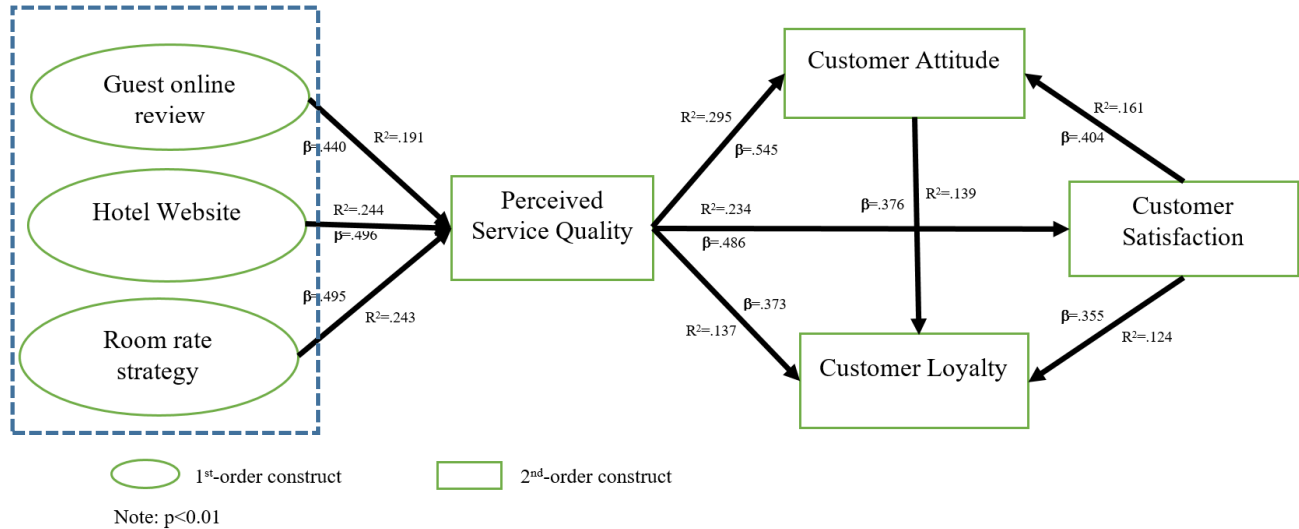 Guest online
review
R²=.191
β=.440
Hotel Website
R²=.244
β=.496
Room rate
strategy
β=.495
R²=.243
Perceived
Service Quality
R²=.295
β=.545
R²=.234
β=.486
β=.373
R²=.137
Customer Attitude
β=.376
R²=.139
Customer Loyalty
R²=.161
β=.404
Customer
Satisfaction
β=.355
R²=.124
1st-order construct
2nd-order construct
Note: p<0.01